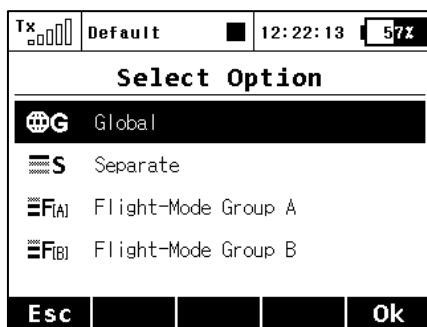 Tx Default 12:22:13 57%
Select Option
G Global
S Separate
F[A] Flight-Mode Group A
F[B] Flight-Mode Group B
Esc Ok